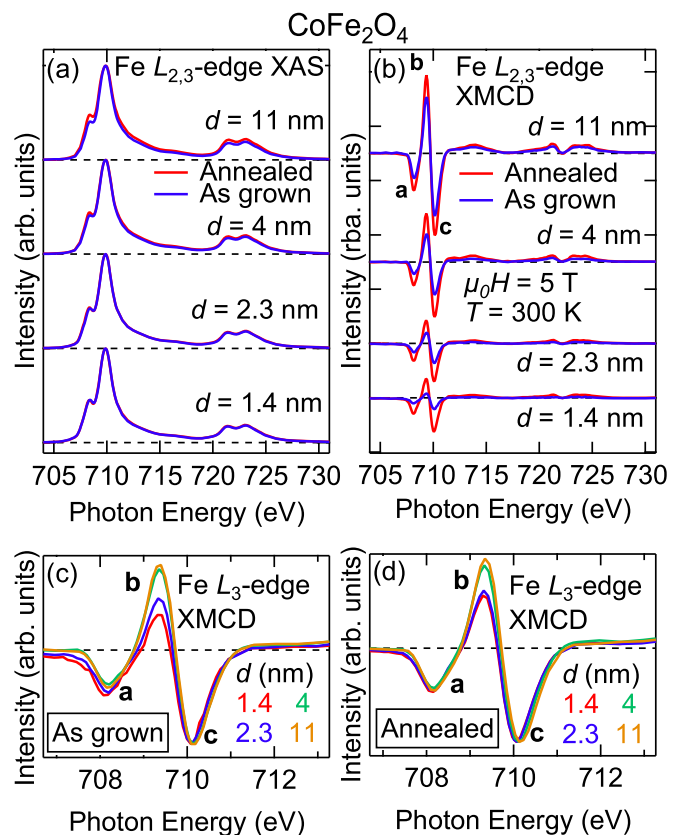 CoFe₂O₄
(a) Fe L₂,₃-edge XAS
d = 11 nm
Annealed
As grown
d = 4 nm
d = 2.3 nm
d = 1.4 nm
Intensity (arb. units)
705 710 715 720 725 730
Photon Energy (eV)
(b) Fe L₂,₃-edge
XMCD
b
d = 11 nm
Annealed
As grown
a
c
d = 4 nm
μ₀H = 5 T
T = 300 K
d = 2.3 nm
d = 1.4 nm
Intensity (rba. units)
705 710 715 720 725 730
Photon Energy (eV)
(c) Fe L₃-edge
XMCD
b
a
c
d (nm)
1.4 4
2.3 11
As grown
Intensity (arb. units)
708 710 712
Photon Energy (eV)
(d) Fe L₃-edge
XMCD
b
a
c
d (nm)
1.4 4
2.3 11
Annealed
Intensity (arb. units)
708 710 712
Photon Energy (eV)